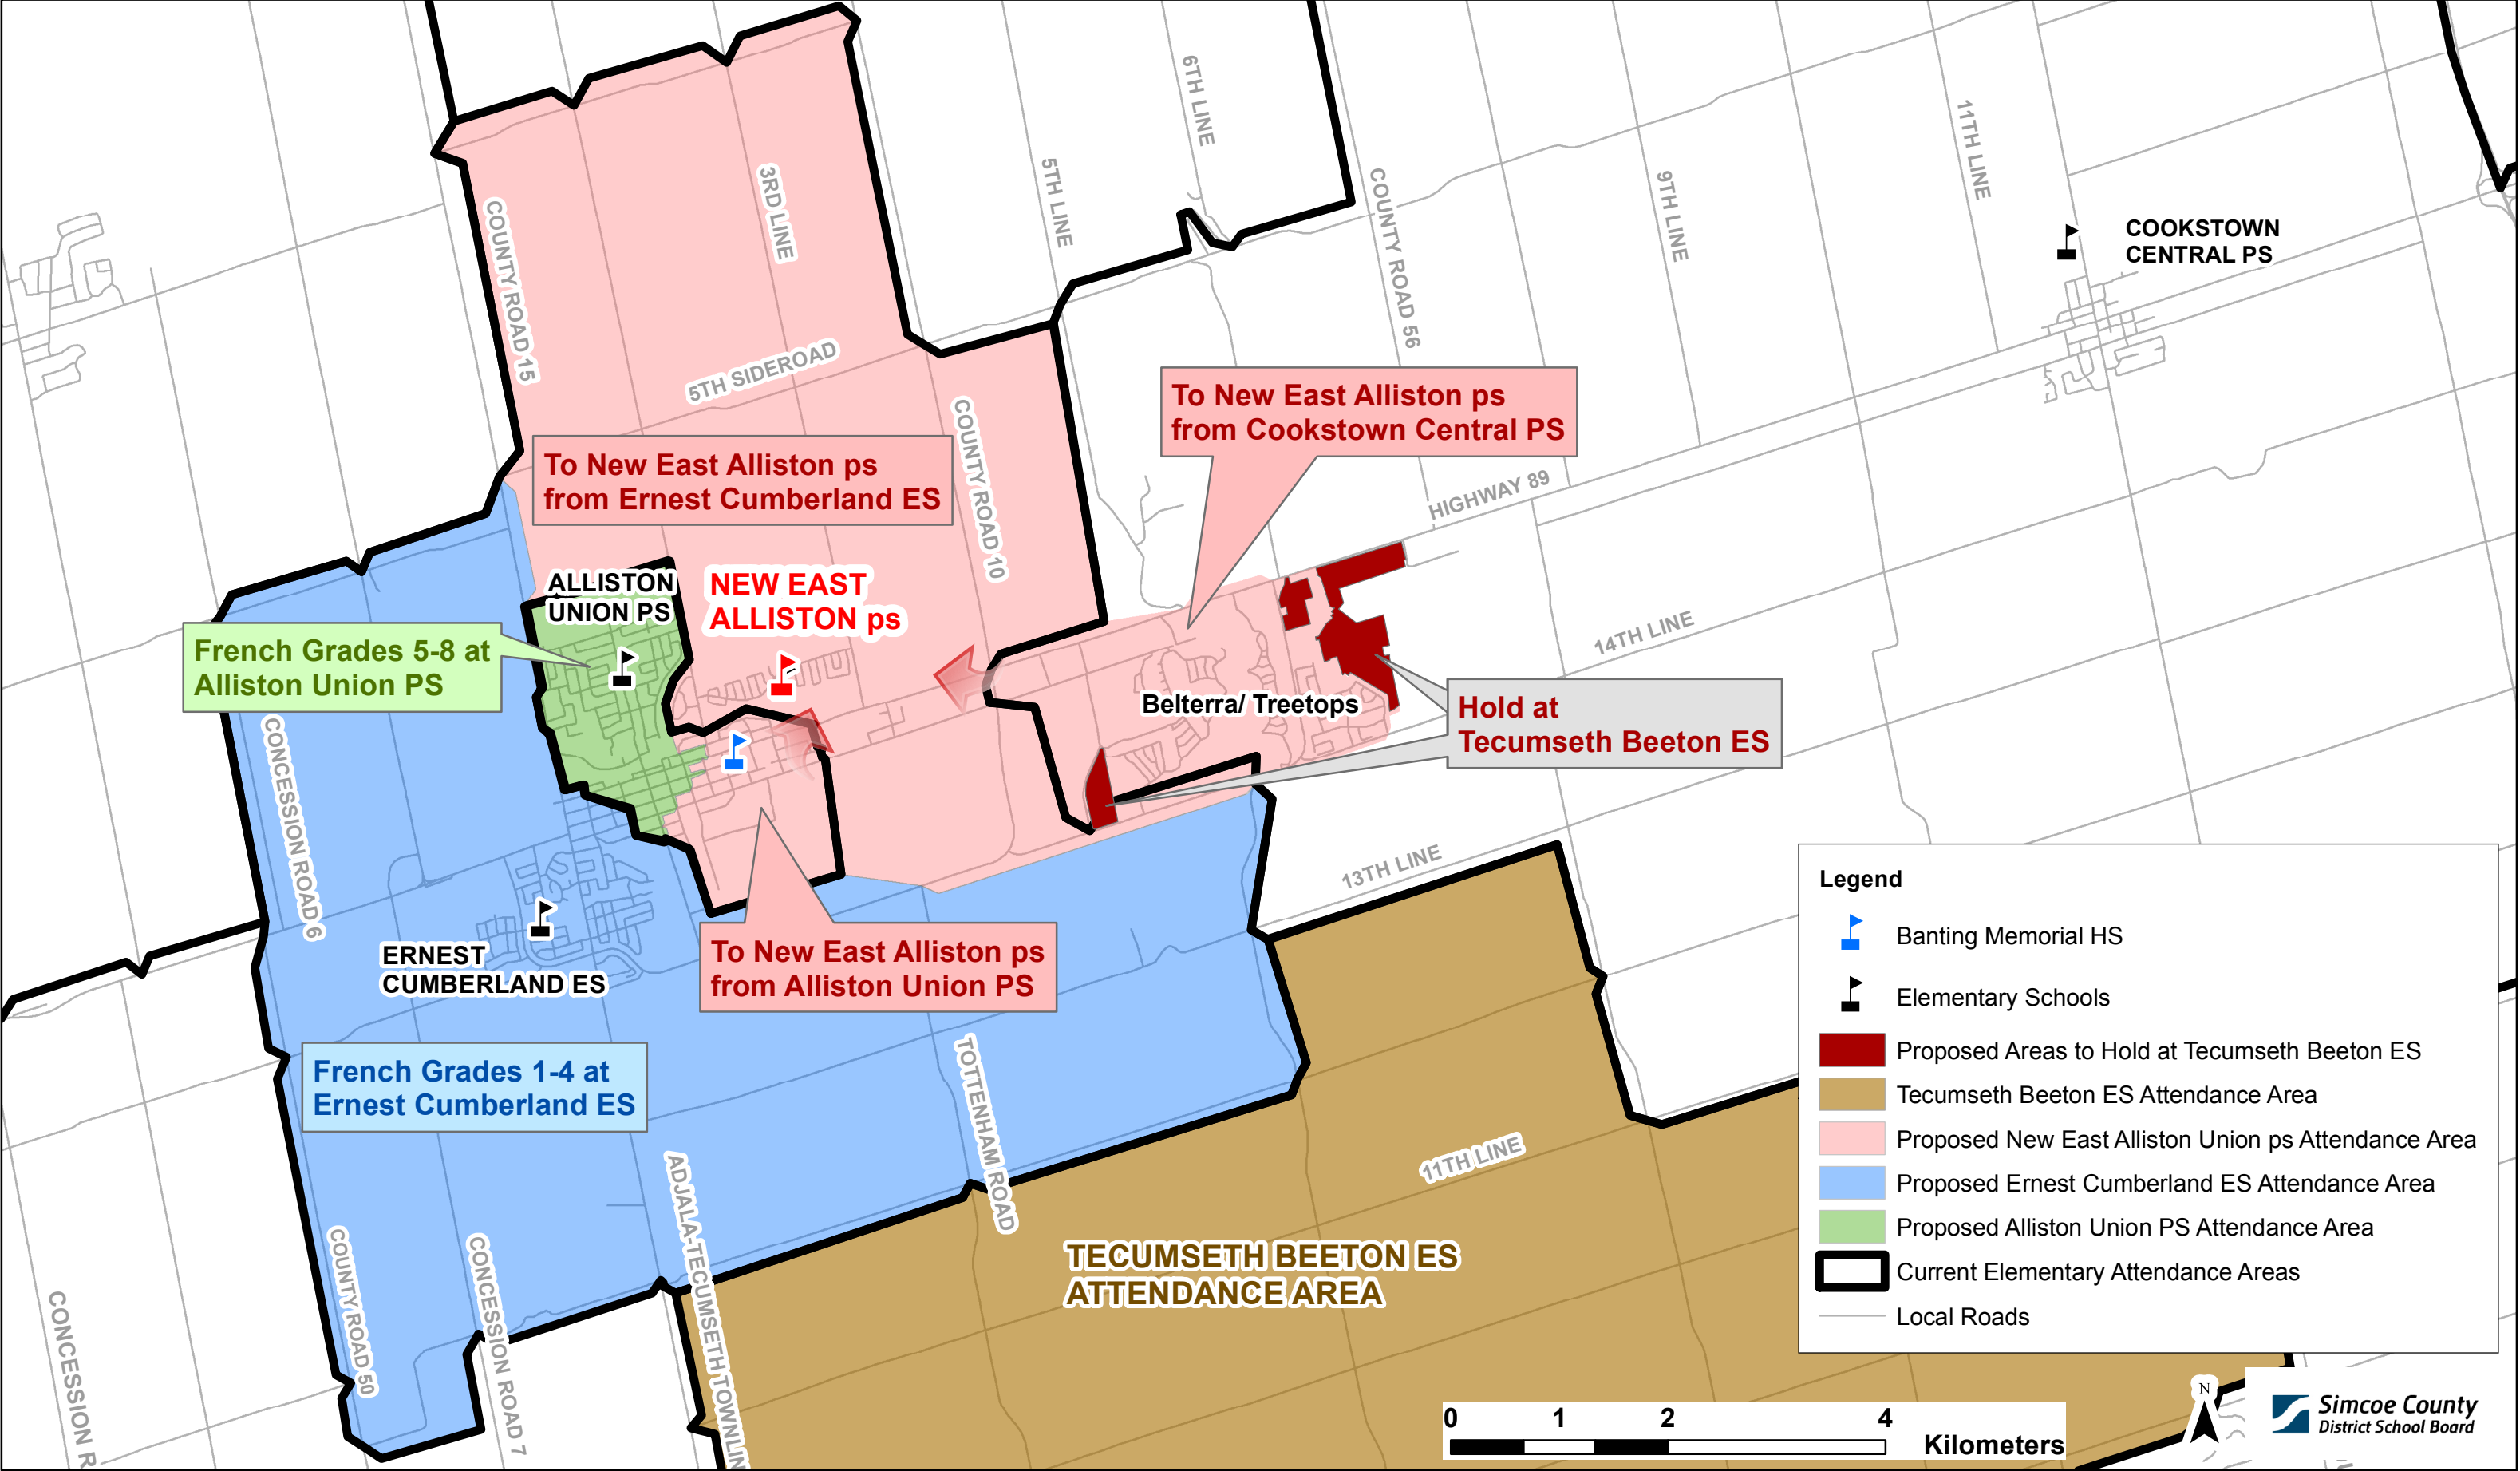 6TH LINE
5TH LINE
3RD LINE
COUNTY ROAD 15
COUNTY ROAD 56
9TH LINE
11TH LINE
COOKSTOWN
CENTRAL PS
5TH SIDEROAD
COUNTY ROAD 10
To New East Alliston ps
from Cookstown Central PS
To New East Alliston ps
from Ernest Cumberland ES
HIGHWAY 89
ALLISTON
UNION PS
NEW EAST
ALLISTON ps
French Grades 5-8 at
Alliston Union PS
14TH LINE
Belterra/ Treetops
Hold at
Tecumseth Beeton ES
CONCESSION ROAD 6
13TH LINE
ERNEST
CUMBERLAND ES
To New East Alliston ps
from Alliston Union PS
French Grades 1-4 at
Ernest Cumberland ES
TOTTENHAM ROAD
11TH LINE
ADJALA-TECUMSETH TOWNLIN
COUNTY ROAD 50
CONCESSION ROAD 7
CONCESSION R
TECUMSETH BEETON ES
ATTENDANCE AREA
Legend
Banting Memorial HS
Elementary Schools
Proposed Areas to Hold at Tecumseth Beeton ES
Tecumseth Beeton ES Attendance Area
Proposed New East Alliston Union ps Attendance Area
Proposed Ernest Cumberland ES Attendance Area
Proposed Alliston Union PS Attendance Area
Current Elementary Attendance Areas
Local Roads
0 1 2 4
Kilometers
N
Simcoe County
District School Board